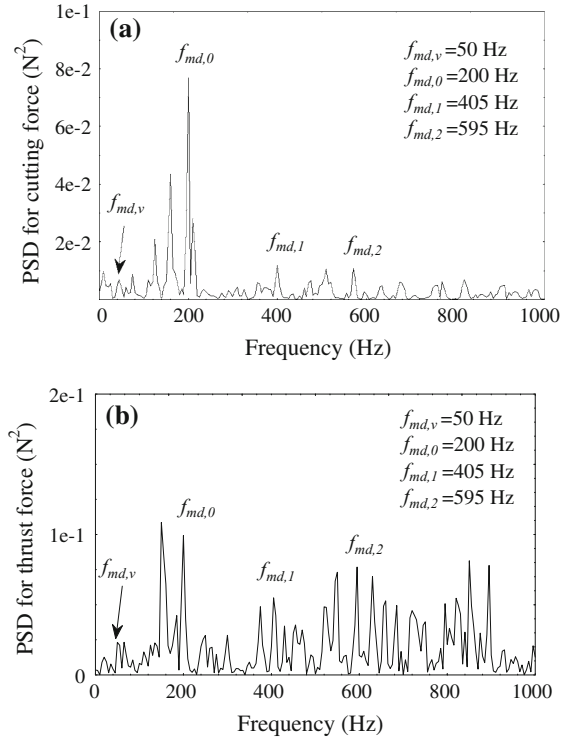 (a)
1e-1
8e-2
6e-2
4e-2
2e-2
PSD for cutting force (N²)
f_md,0
f_md,v
f_md,1
f_md,2
f_md,v=50 Hz
f_md,0=200 Hz
f_md,1=405 Hz
f_md,2=595 Hz
0 200 400 600 800 1000
Frequency (Hz)
(b)
2e-1
1e-1
0
PSD for thrust force (N²)
f_md,0
f_md,v
f_md,1
f_md,2
f_md,v=50 Hz
f_md,0=200 Hz
f_md,1=405 Hz
f_md,2=595 Hz
0 200 400 600 800 1000
Frequency (Hz)